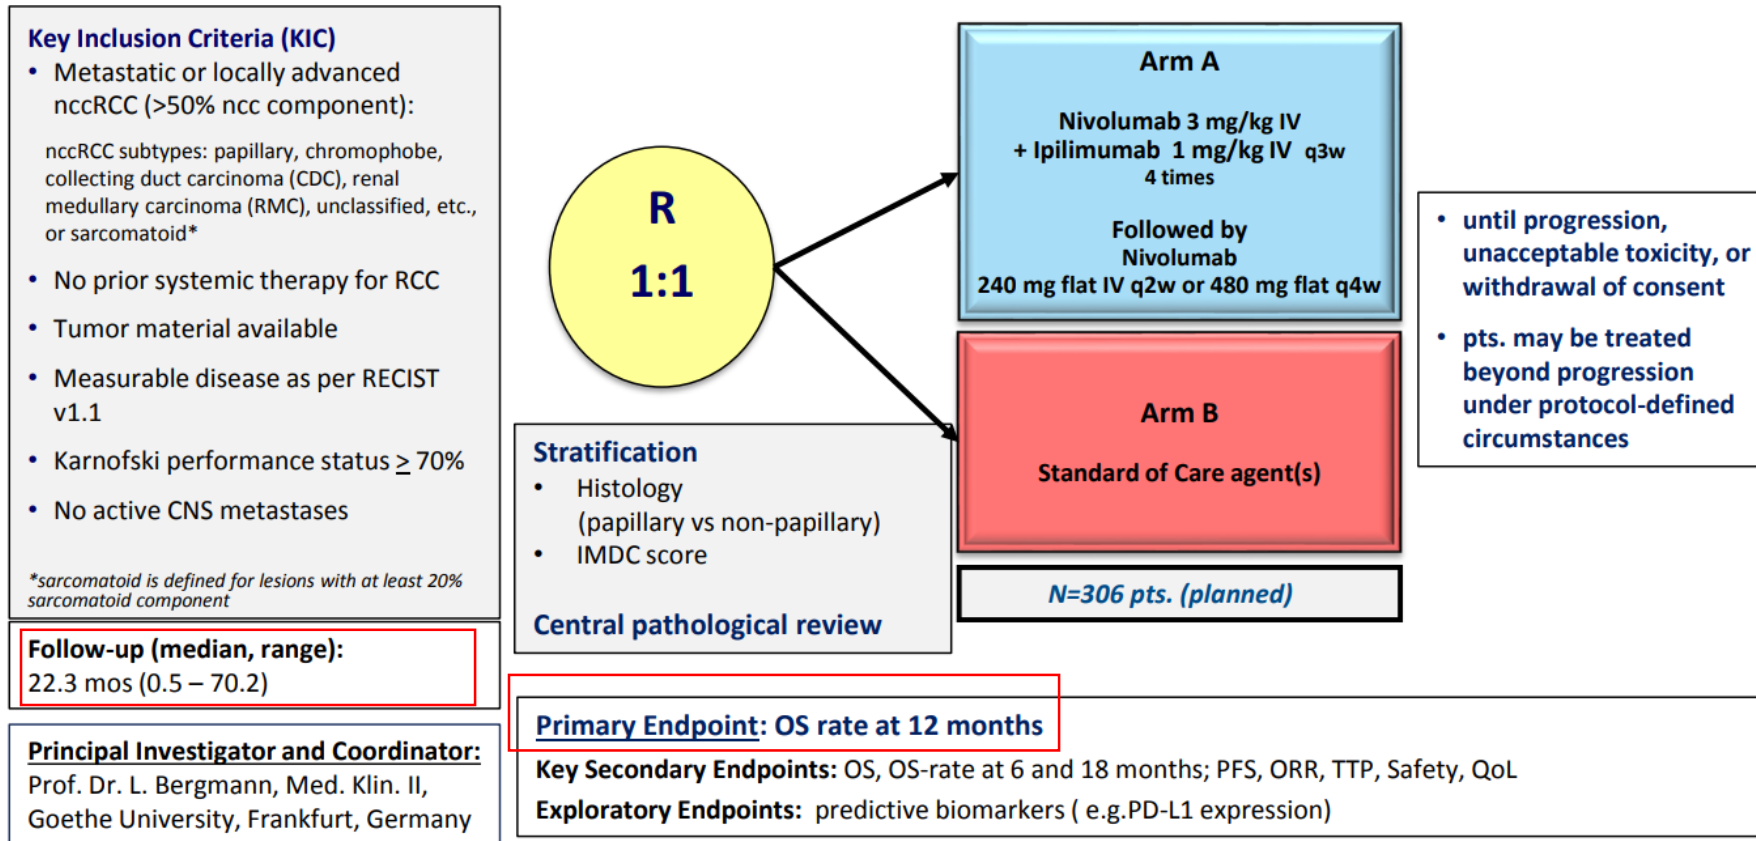 Key Inclusion Criteria (KIC)
• Metastatic or locally advanced
nccRCC (>50% ncc component):
nccRCC subtypes: papillary, chromophobe,
collecting duct carcinoma (CDC), renal
medullary carcinoma (RMC), unclassified, etc.,
or sarcomatoid*
• No prior systemic therapy for RCC
• Tumor material available
• Measurable disease as per RECIST
v1.1
• Karnofski performance status ≥ 70%
• No active CNS metastases
*sarcomatoid is defined for lesions with at least 20%
sarcomatoid component
Follow-up (median, range):
22.3 mos (0.5 – 70.2)
Principal Investigator and Coordinator:
Prof. Dr. L. Bergmann, Med. Klin. II,
Goethe University, Frankfurt, Germany
R
1:1
Stratification
• Histology
(papillary vs non-papillary)
• IMDC score
Central pathological review
Arm A
Nivolumab 3 mg/kg IV
+ Ipilimumab 1 mg/kg IV q3w
4 times
Followed by
Nivolumab
240 mg flat IV q2w or 480 mg flat q4w
Arm B
Standard of Care agent(s)
N=306 pts. (planned)
• until progression,
unacceptable toxicity, or
withdrawal of consent
• pts. may be treated
beyond progression
under protocol-defined
circumstances
Primary Endpoint: OS rate at 12 months
Key Secondary Endpoints: OS, OS-rate at 6 and 18 months; PFS, ORR, TTP, Safety, QoL
Exploratory Endpoints: predictive biomarkers ( e.g.PD-L1 expression)